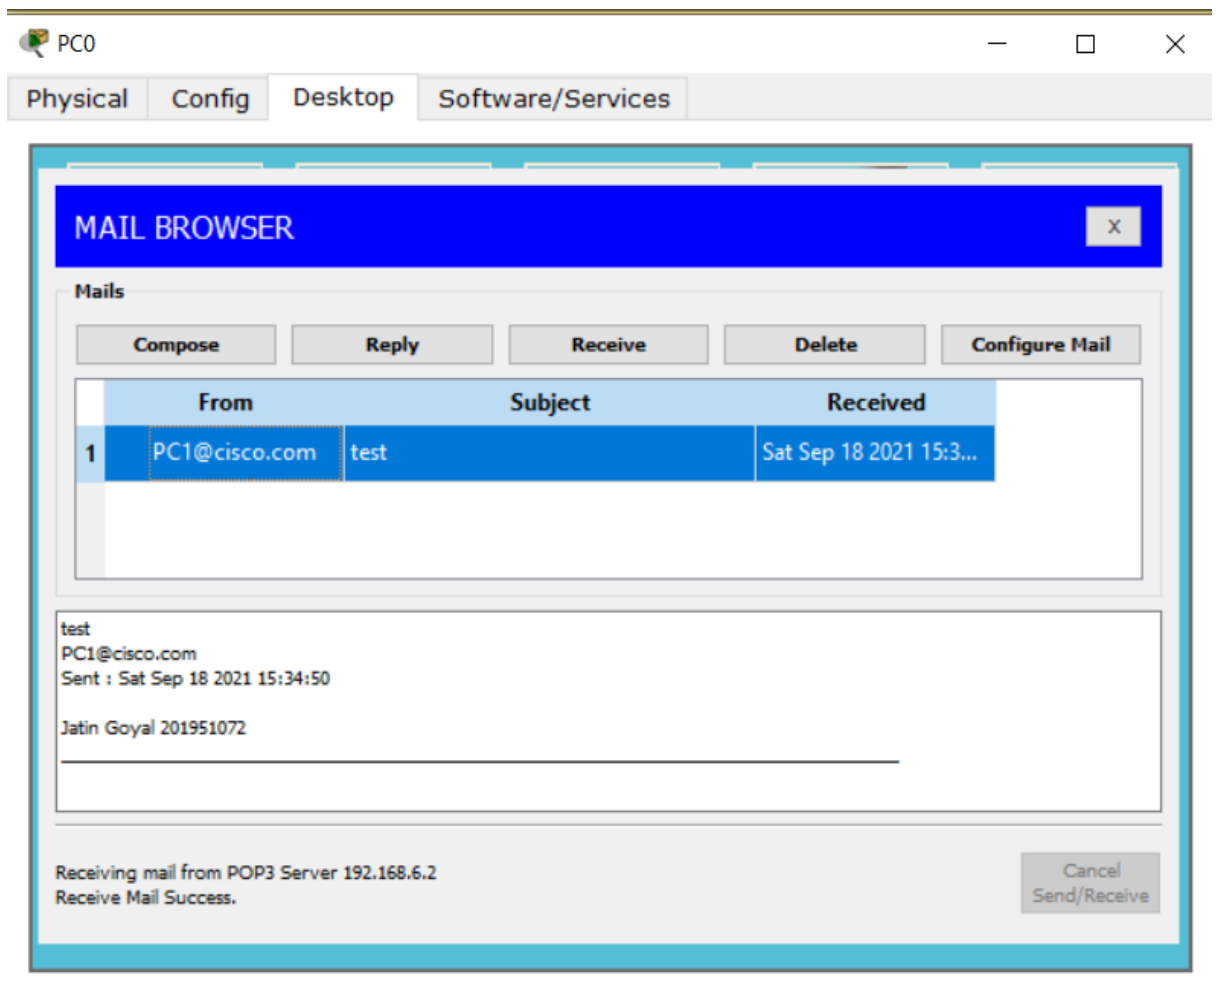 PC0
Physical Config Desktop Software/Services
MAIL BROWSER X
Mails
Compose Reply Receive Delete Configure Mail
From Subject Received
1 PC1@cisco.com test Sat Sep 18 2021 15:3...
test
PC1@cisco.com
Sent : Sat Sep 18 2021 15:34:50
Jatin Goyal 201951072
Receiving mail from POP3 Server 192.168.6.2
Receive Mail Success.
Cancel
Send/Receive